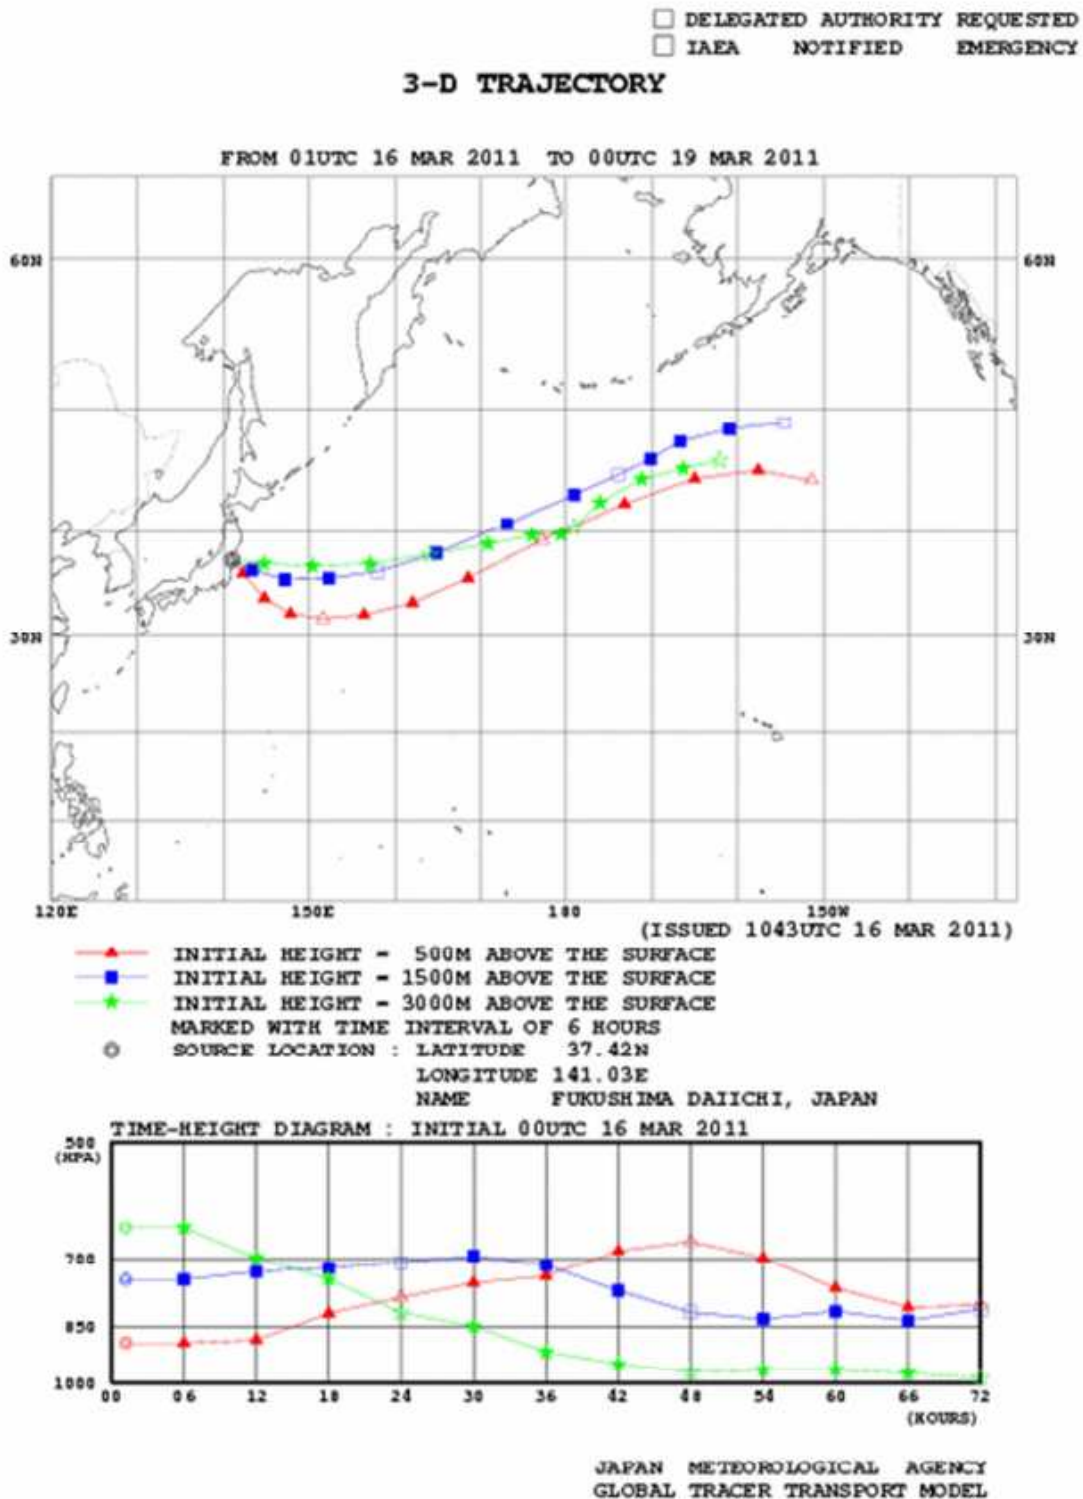 DELEGATED AUTHORITY REQUESTED
IAEA NOTIFIED EMERGENCY
3-D TRAJECTORY
FROM 01UTC 16 MAR 2011 TO 00UTC 19 MAR 2011
60N 60N
30N 30N
120E 150E 180 150W
(ISSUED 1043UTC 16 MAR 2011)
INITIAL HEIGHT - 500M ABOVE THE SURFACE
INITIAL HEIGHT - 1500M ABOVE THE SURFACE
INITIAL HEIGHT - 3000M ABOVE THE SURFACE
MARKED WITH TIME INTERVAL OF 6 HOURS
SOURCE LOCATION : LATITUDE 37.42N
LONGITUDE 141.03E
NAME FUKUSHIMA DAIICHI, JAPAN
TIME-HEIGHT DIAGRAM : INITIAL 00UTC 16 MAR 2011
500
(HPA)
700
850
1000
00 06 12 18 24 30 36 42 48 54 60 66 72
(HOURS)
JAPAN METEOROLOGICAL AGENCY
GLOBAL TRACER TRANSPORT MODEL